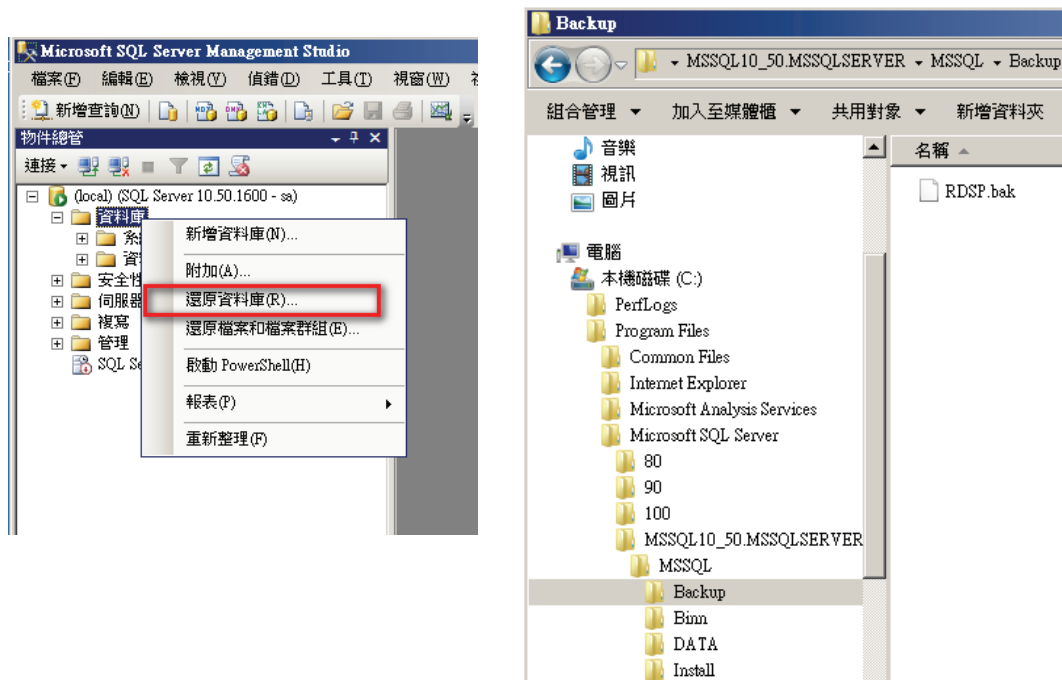 Microsoft SQL Server Management Studio
檔案(F) 編輯(E) 檢視(V) 偵錯(D) 工具(T) 視窗(W)
新增查詢(N)
物件總管
連接
(local) (SQL Server 10.50.1600 - sa)
資料庫
安全性
伺服器
複寫
管理
新增資料庫(N)...
附加(A)...
還原資料庫(R)...
還原檔案和檔案群組(E)...
啟動 PowerShell(H)
報表(P)
重新整理(F)
Backup
MSSQL10_50.MSSQLSERVER MSSQL Backup
組合管理 加入至媒體櫃 共用對象 新增資料夾
音樂
視訊
圖片
電腦
本機磁碟 (C:)
PerfLogs
Program Files
Common Files
Internet Explorer
Microsoft Analysis Services
Microsoft SQL Server
80
90
100
MSSQL10_50.MSSQLSERVER
MSSQL
Backup
Binn
DATA
Install
名稱
RDSP.bak